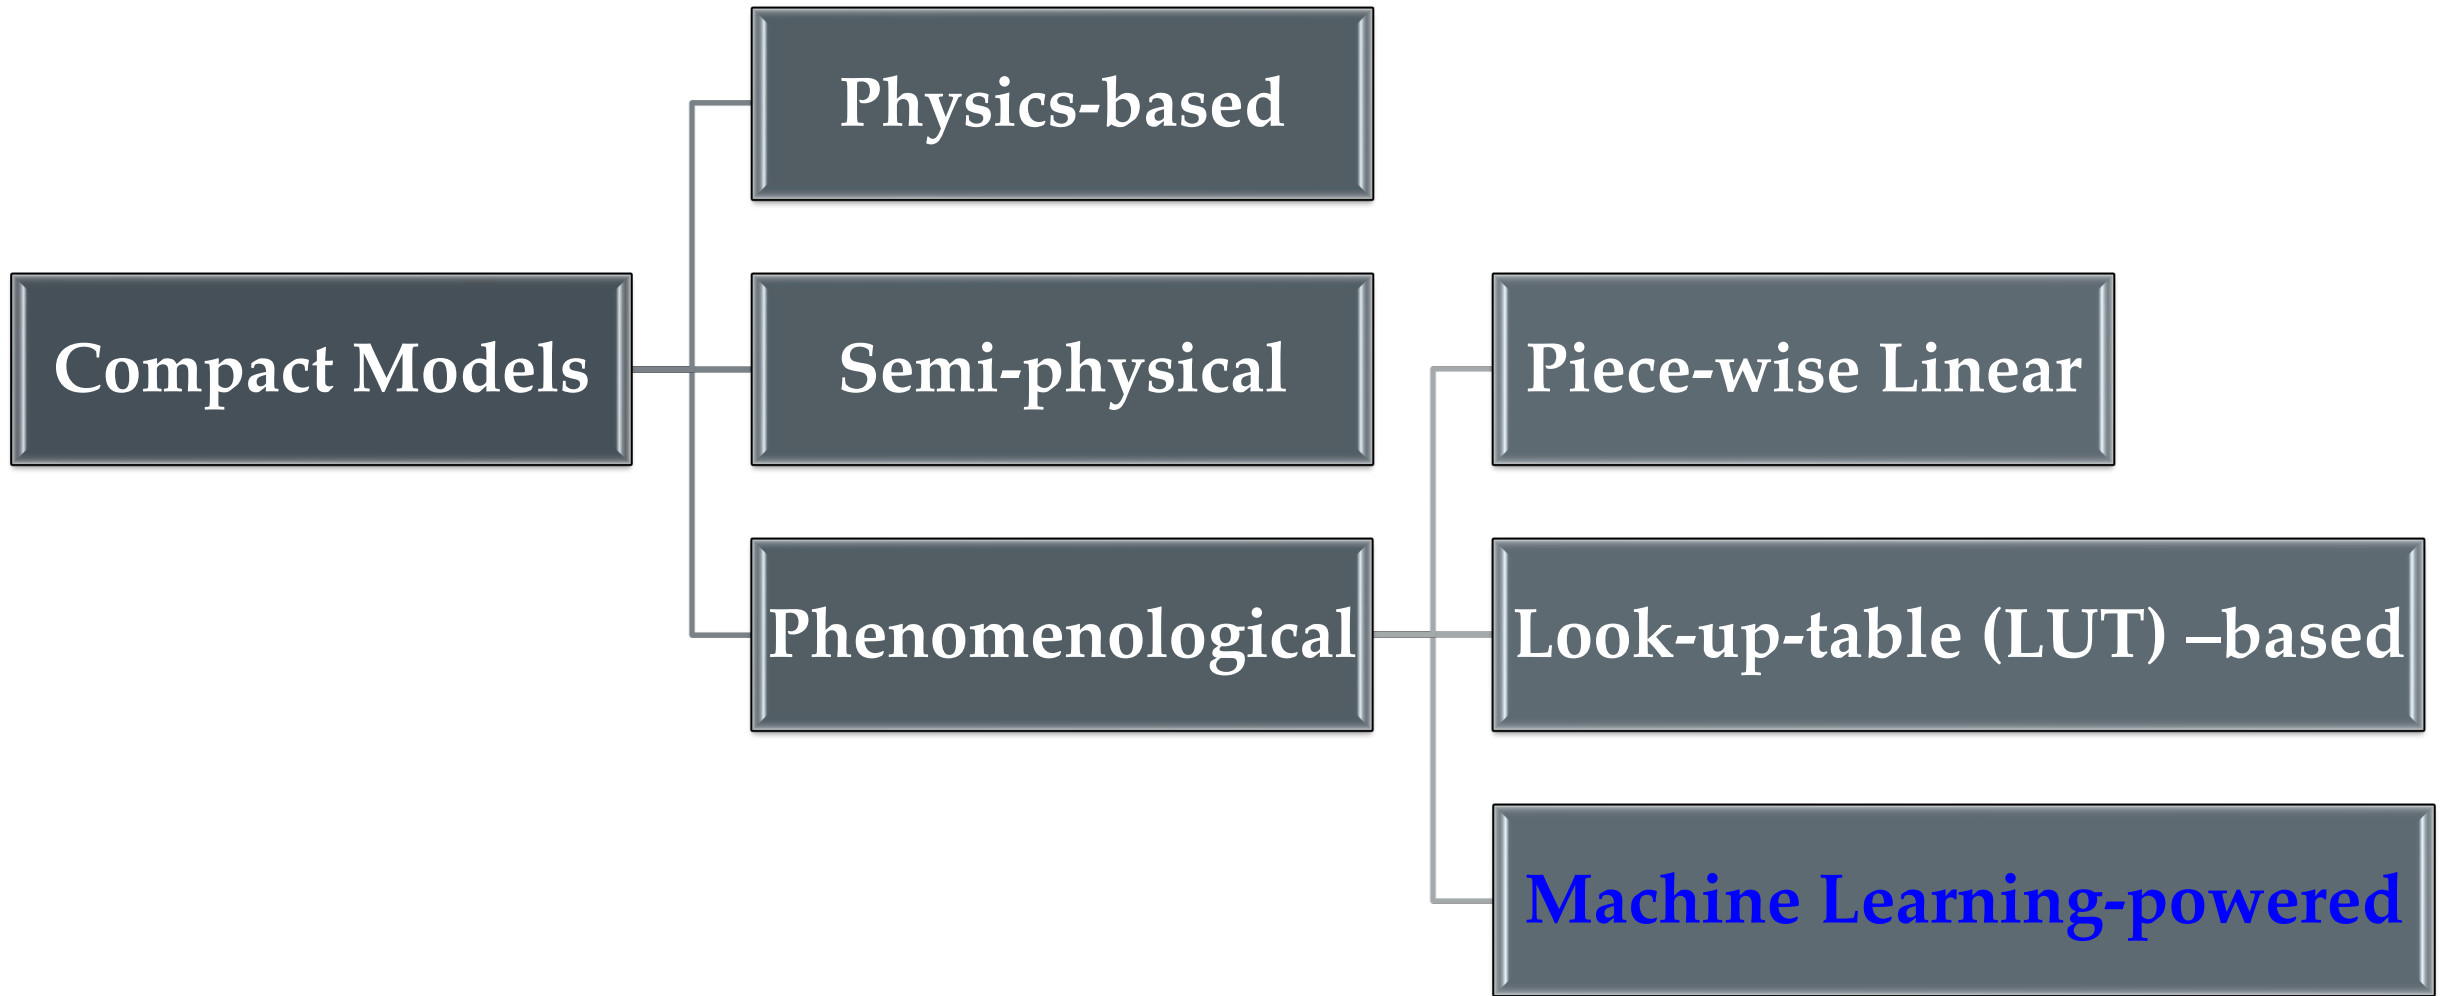 Physics-based
Compact Models
Semi-physical
Piece-wise Linear
Phenomenological
Look-up-table (LUT) –based
Machine Learning-powered